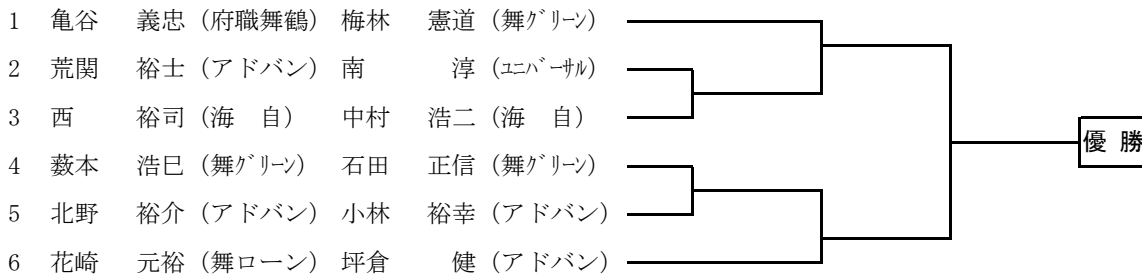 1 亀谷 義忠 (府職舞鶴) 梅林 憲道 (舞ｸﾞﾘｰﾝ)
2 荒関 裕士 (アドバン) 南 淳 (ﾕﾆﾊﾞｰｻﾙ)
3 西 裕司 (海 自) 中村 浩二 (海 自)
優 勝
4 薮本 浩巳 (舞ｸﾞﾘｰﾝ) 石田 正信 (舞ｸﾞﾘｰﾝ)
5 北野 裕介 (アドバン) 小林 裕幸 (アドバン)
6 花崎 元裕 (舞ローン) 坪倉 健 (アドバン)